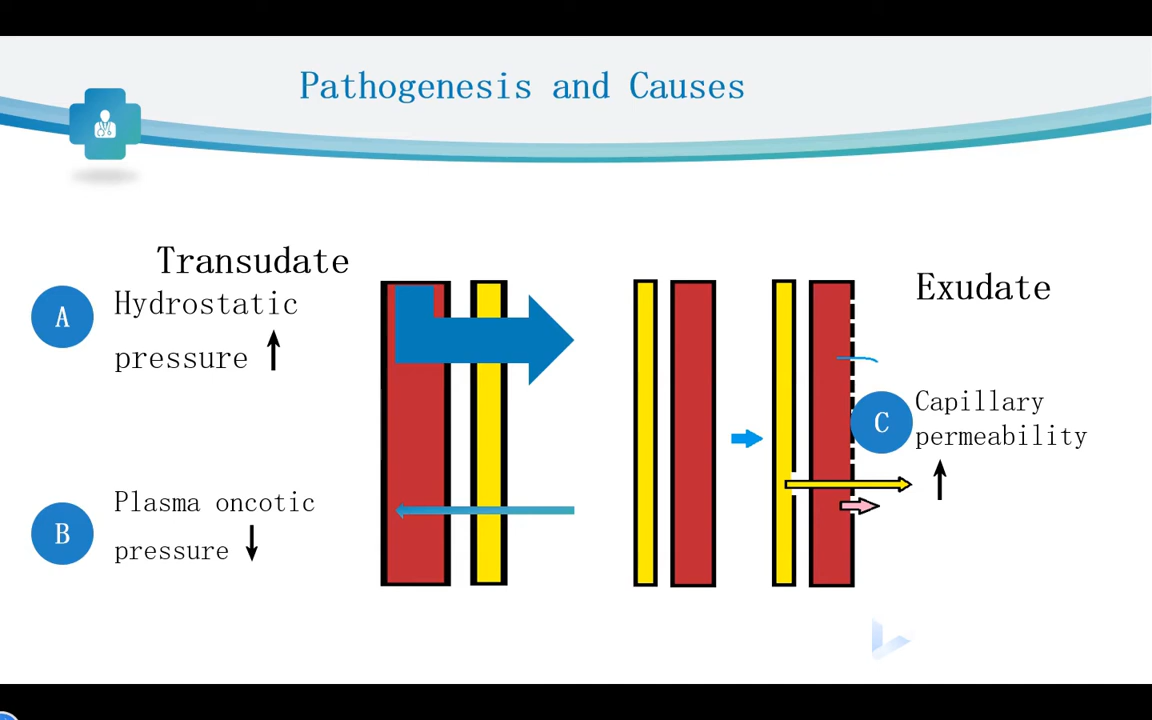 Pathogenesis and Causes
Transudate
A
Hydrostatic
pressure ↑
B
Plasma oncotic
pressure ↓
Exudate
C
Capillary
permeability
↑